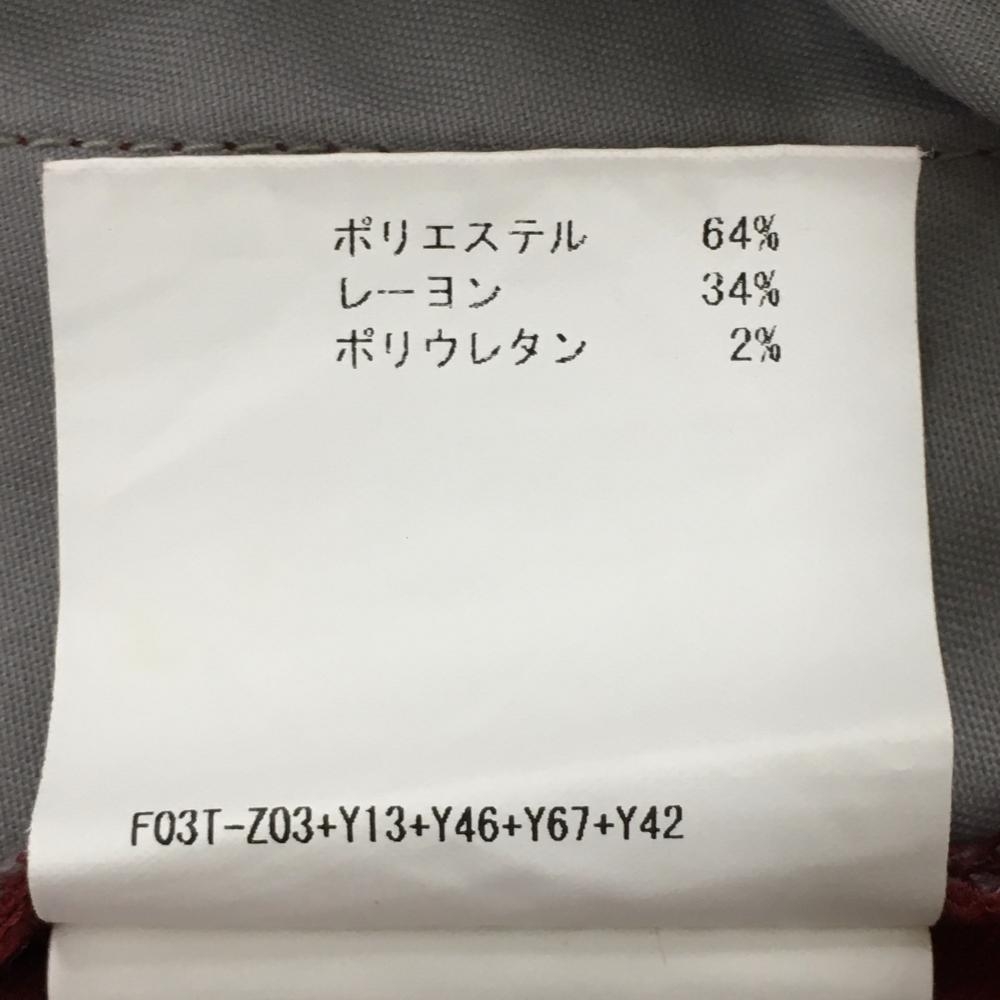 ポリエステル 64%
レーヨン 34%
ポリウレタン 2%
F03T-Z03+Y13+Y46+Y67+Y42